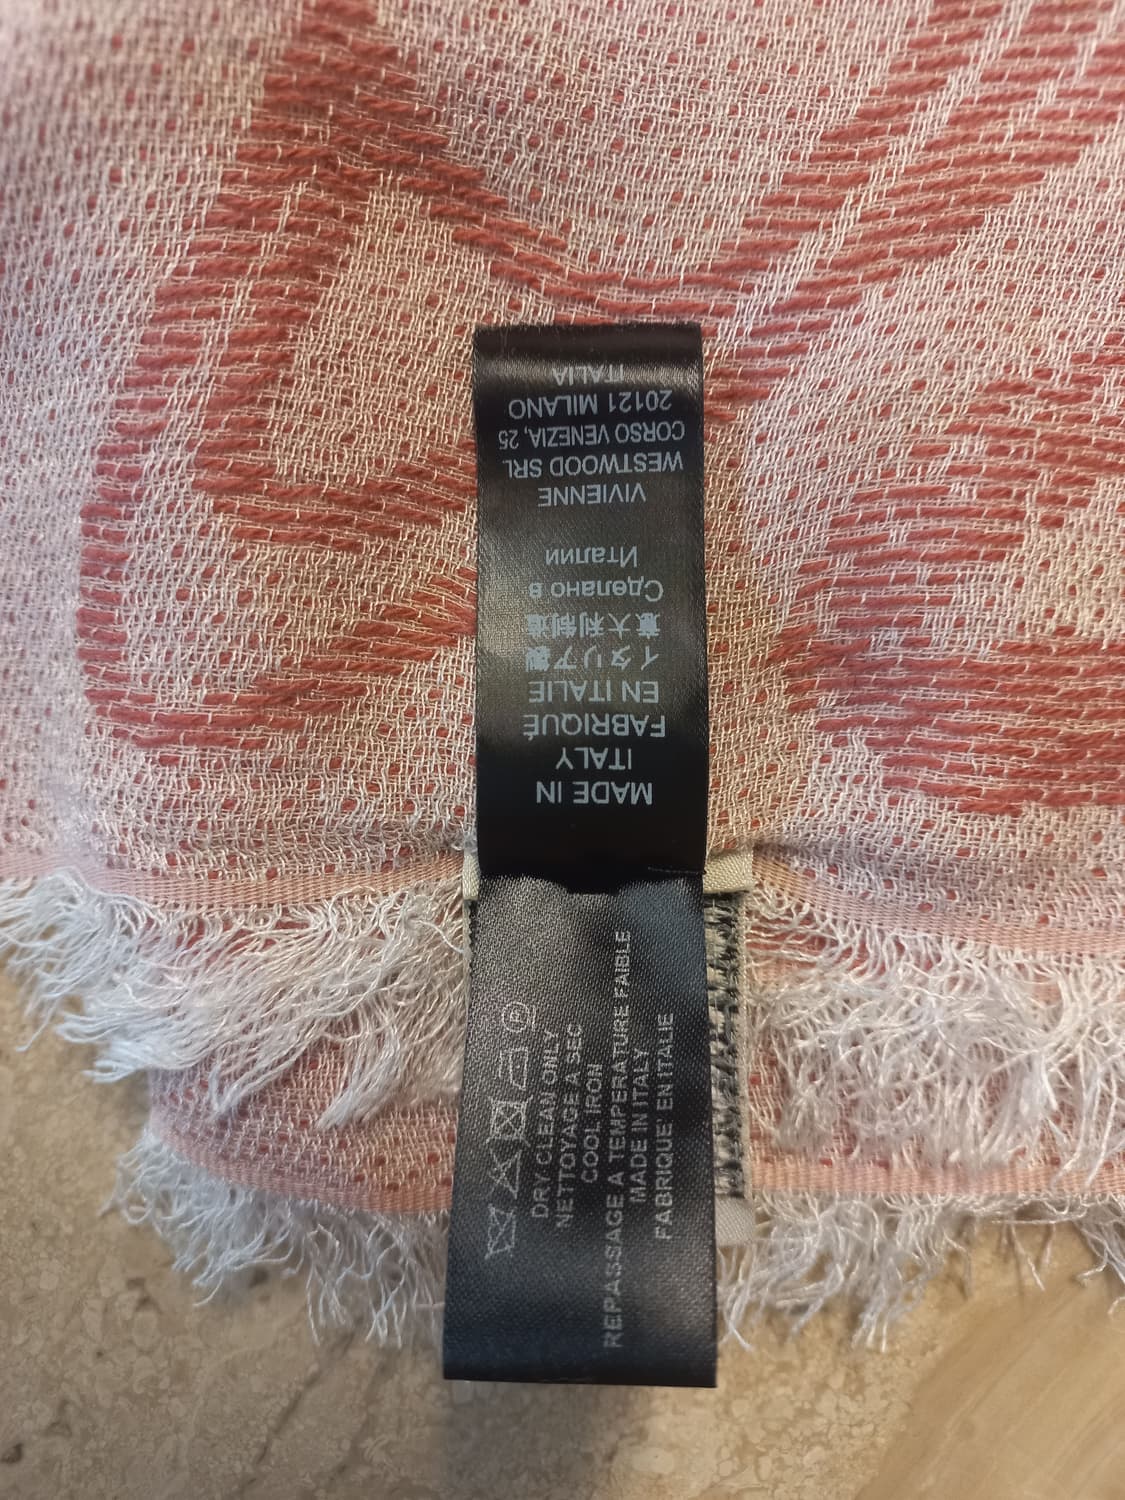 MADE IN
ITALY
FABRIQUÉ
EN ITALIE
イタリア製
意大利制造
Сделано в
Италии
VIVIENNE
WESTWOOD SRL
CORSO VENEZIA, 25
20121 MILANO
ITALIA
P
DRY CLEAN ONLY
NETTOYAGE A SEC
COOL IRON
REPASSAGE A TEMPERATURE FAIBLE
MADE IN ITALY
FABRIQUE' EN ITALIE